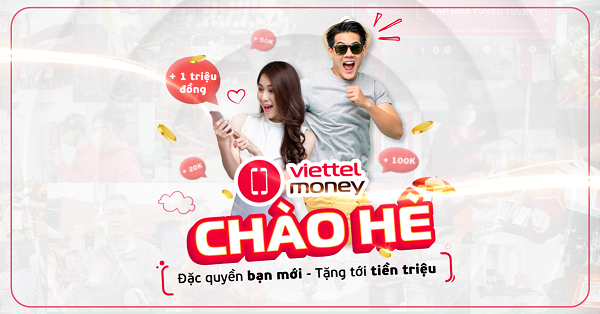 + 50K
+ 1 triệu
đồng
+ 20K
+ 100K
viettel
money
CHÀO HÈ
Đặc quyền bạn mới - Tặng tới tiền triệu